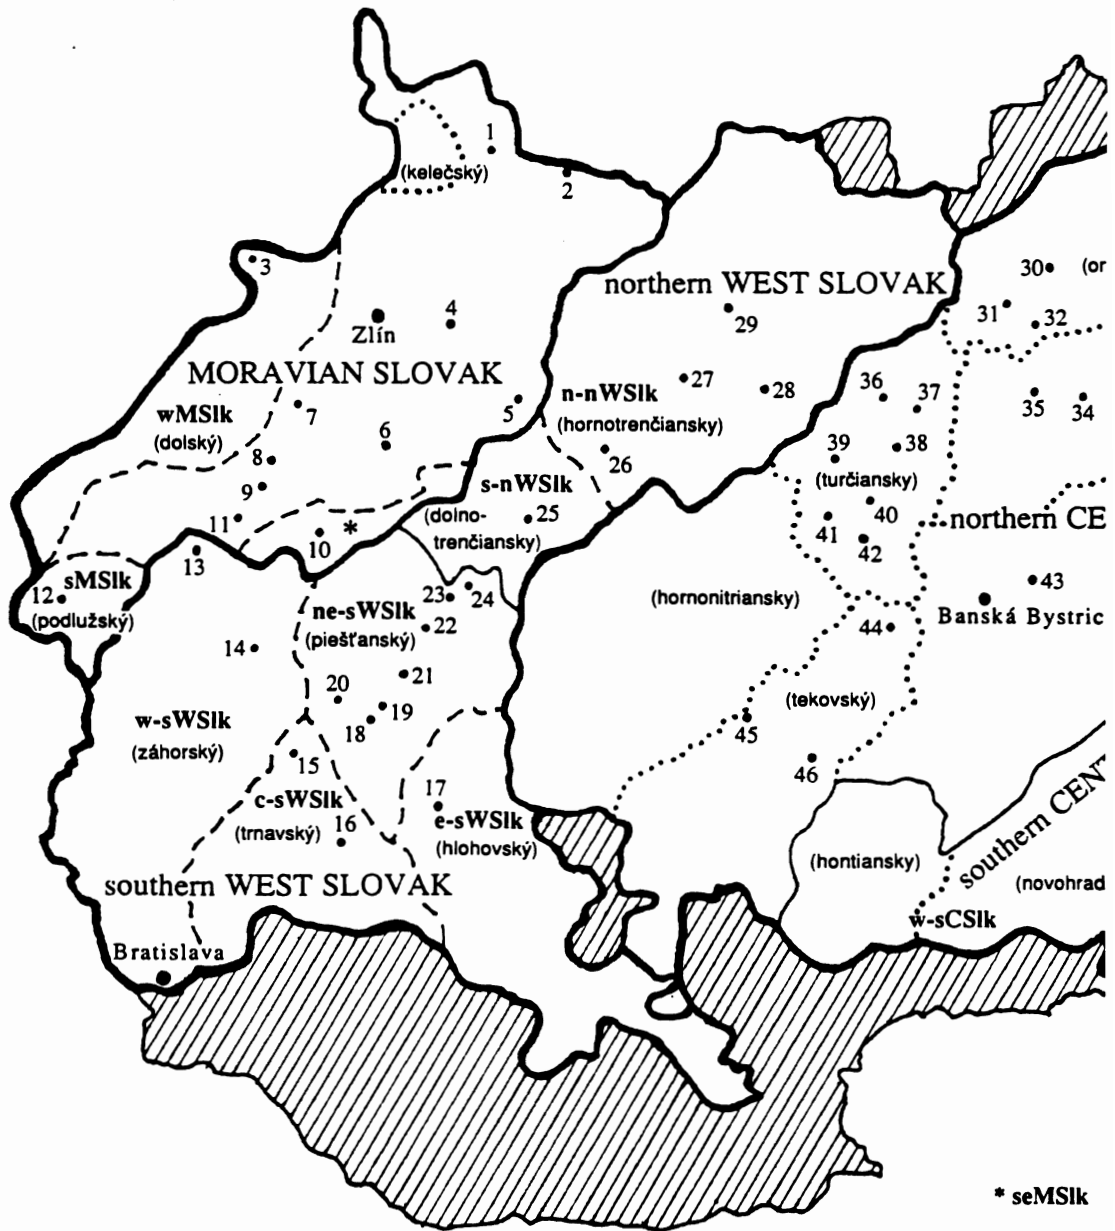 1
(kelečský)
2
3
northern WEST SLOVAK
30
(or
31
32
29
4
Zlín
MORAVIAN SLOVAK
wMSlk
(dolský)
7
5
6
8
9
11
n-nWSlk
(hornotrenčiansky)
27
28
26
36
37
35
34
39
38
(turčiansky)
40
41
42
northern CE
s-nWSlk
(dolno-
trenčiansky)
25
*
10
13
sMSlk
12
(podlužský)
23
24
ne-sWSlk
(piešťanský)
22
(hornonitriansky)
43
Banská Bystric
44
14
21
20
19
18
(tekovský)
45
46
w-sWSlk
(záhorský)
15
c-sWSlk
(trnavský)
16
17
e-sWSlk
(hlohovský)
southern WEST SLOVAK
(hontiansky)
southern CENT
(novohrad
w-sCSlk
Bratislava
* seMSlk